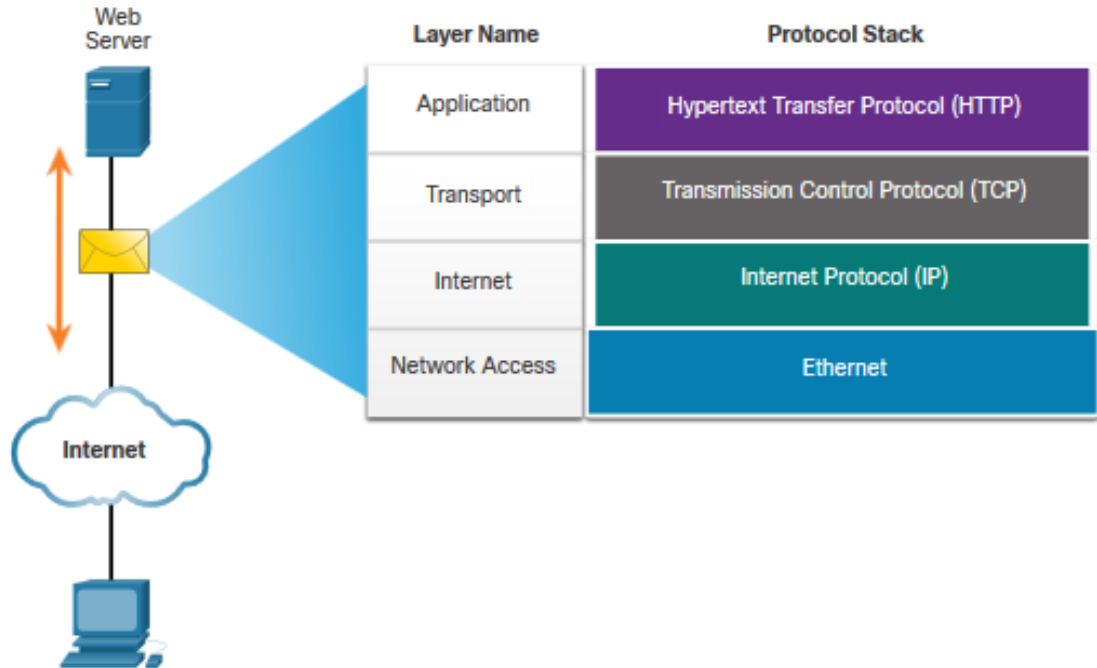 Web
Server
Layer Name
Protocol Stack
Application
Hypertext Transfer Protocol (HTTP)
Transport
Transmission Control Protocol (TCP)
Internet
Internet Protocol (IP)
Network Access
Ethernet
Internet